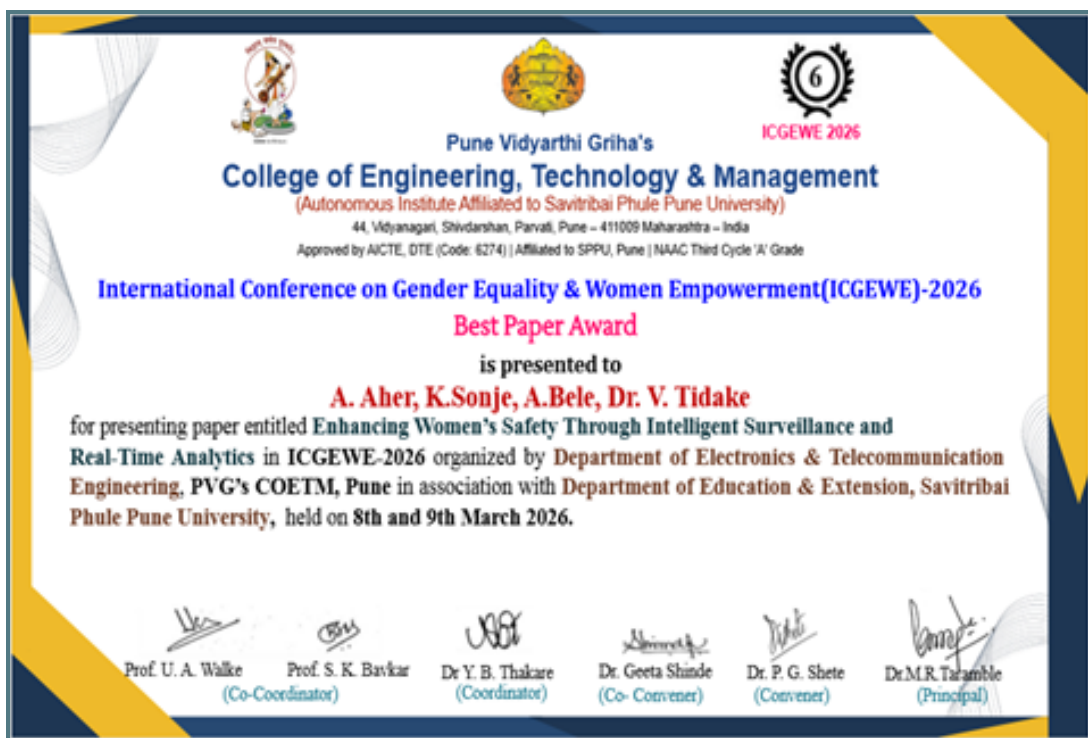 6
ICGEWE 2026
Pune Vidyarthi Griha's
College of Engineering, Technology & Management
(Autonomous Institute Affiliated to Savitribai Phule Pune University)
44, Vidyanagari, Shivdarshan, Parvati, Pune – 411009 Maharashtra – India
Approved by AICTE, DTE (Code: 6274) | Affiliated to SPPU, Pune | NAAC Third Cycle 'A' Grade
International Conference on Gender Equality & Women Empowerment(ICGEWE)-2026
Best Paper Award
is presented to
A. Aher, K.Sonje, A.Bele, Dr. V. Tidake
for presenting paper entitled Enhancing Women's Safety Through Intelligent Surveillance and
Real-Time Analytics in ICGEWE-2026 organized by Department of Electronics & Telecommunication
Engineering, PVG's COETM, Pune in association with Department of Education & Extension, Savitribai
Phule Pune University, held on 8th and 9th March 2026.
Prof. U. A. Walke Prof. S. K. Bavkar Dr Y. B. Thakare Dr. Geeta Shinde Dr. P. G. Shete Dr.M.R.Taramble
(Co-Coordinator) (Coordinator) (Co- Convener) (Convener) (Principal)